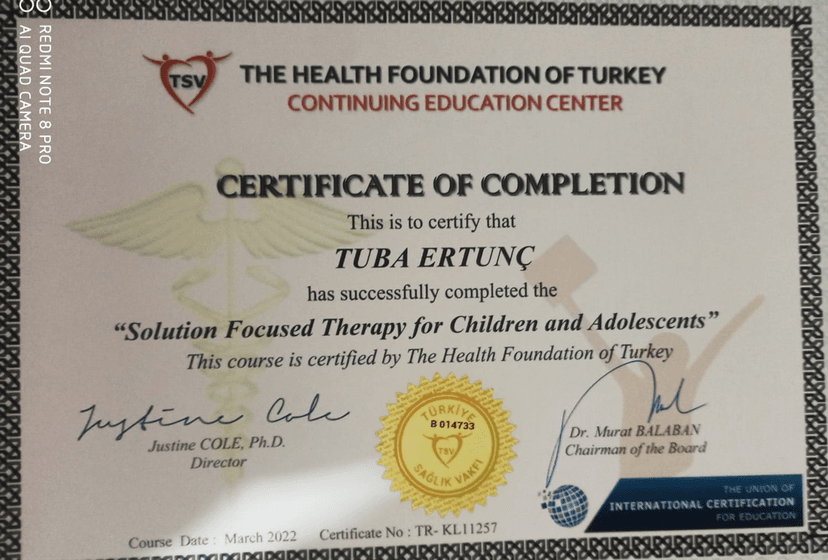 REDMI NOTE 8 PRO
AI QUAD CAMERA
TSV
THE HEALTH FOUNDATION OF TURKEY
CONTINUING EDUCATION CENTER
CERTIFICATE OF COMPLETION
This is to certify that
TUBA ERTUNÇ
has successfully completed the
“Solution Focused Therapy for Children and Adolescents”
This course is certified by The Health Foundation of Turkey
Justine Cole
Justine COLE, Ph.D.
Director
TÜRKİYE
B 014733
TSV
SAĞLIK VAKFI
Dr. Murat BALABAN
Chairman of the Board
THE UNION OF
INTERNATIONAL CERTIFICATION
FOR EDUCATION
Course Date : March 2022
Certificate No : TR- KL11257